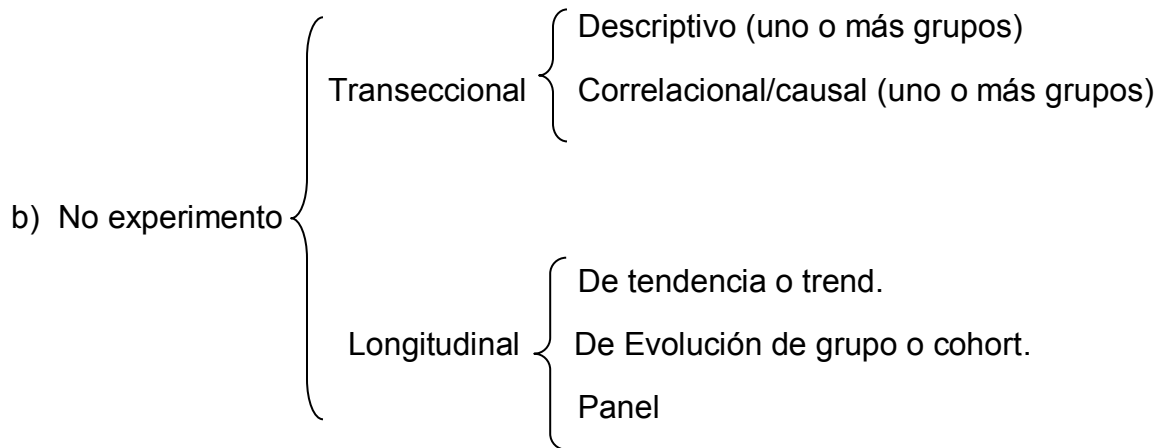 Descriptivo (uno o más grupos)
Transeccional
Correlacional/causal (uno o más grupos)
b) No experimento
De tendencia o trend.
Longitudinal
De Evolución de grupo o cohort.
Panel